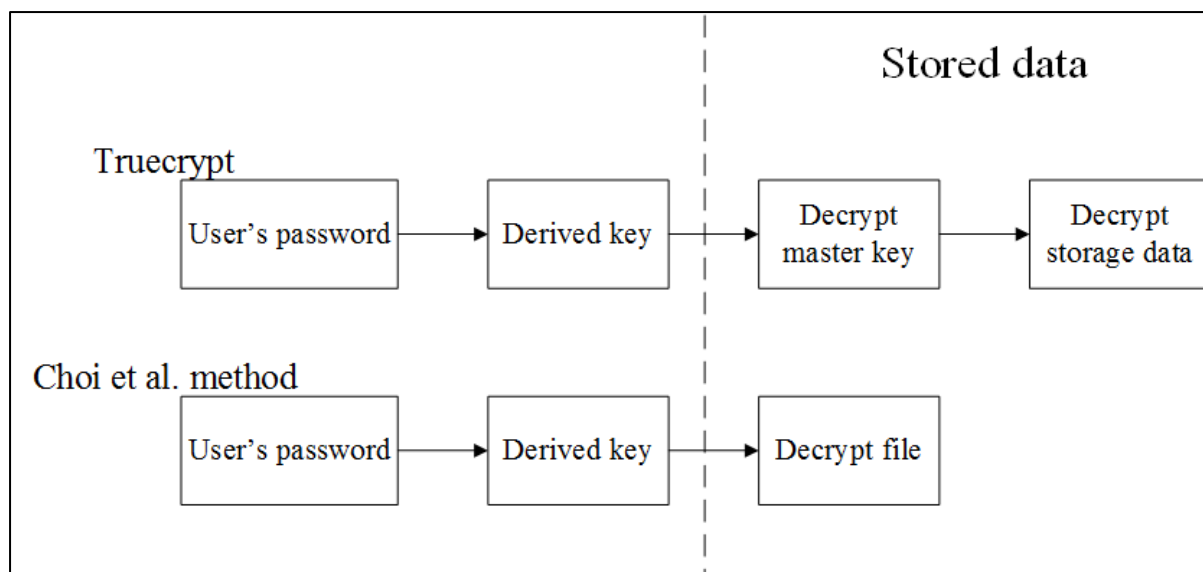 Stored data
Truecrypt
User's password
Derived key
Decrypt
master key
Decrypt
storage data
Choi et al. method
User's password
Derived key
Decrypt file